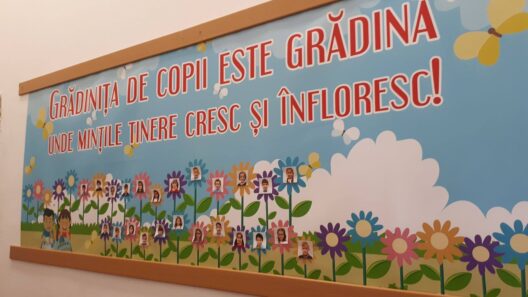 GRĂDINIȚA DE COPII ESTE GRĂDINA
UNDE MINȚILE TINERE CRESC ȘI ÎNFLORESC!